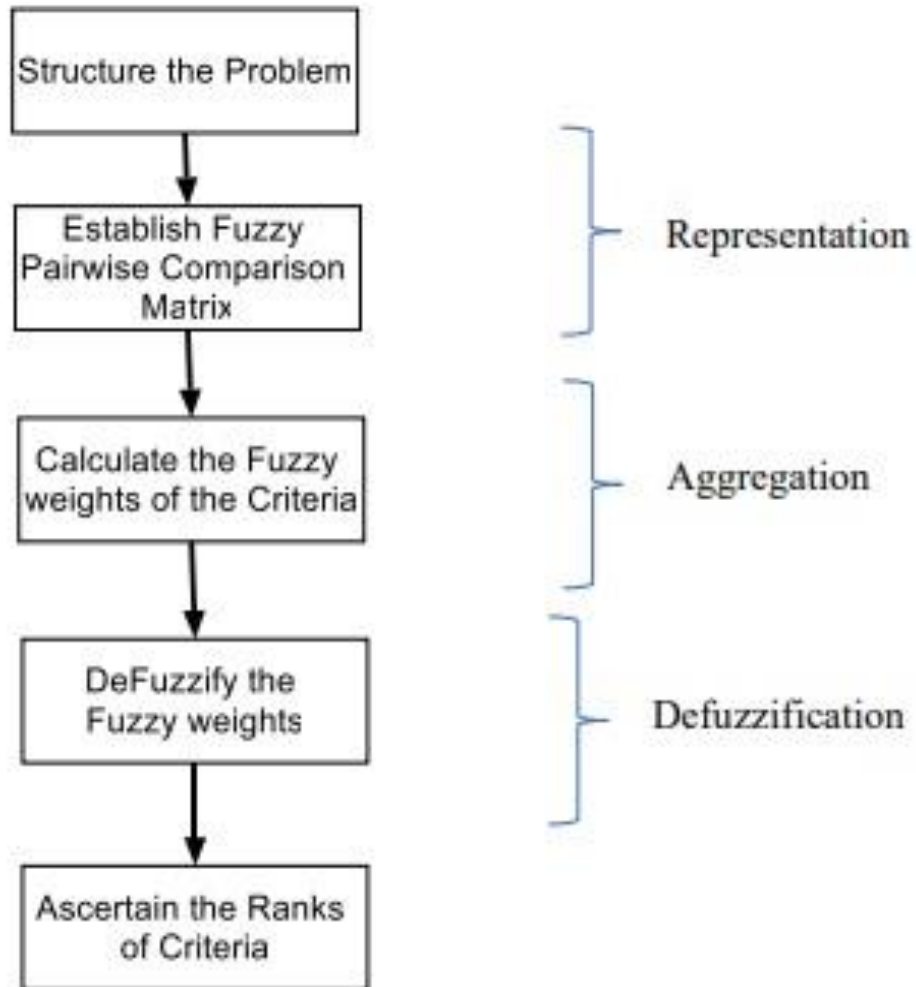 Structure the Problem
Establish Fuzzy
Pairwise Comparison
Matrix
Representation
Calculate the Fuzzy
weights of the Criteria
Aggregation
DeFuzzify the
Fuzzy weights
Defuzzification
Ascertain the Ranks
of Criteria